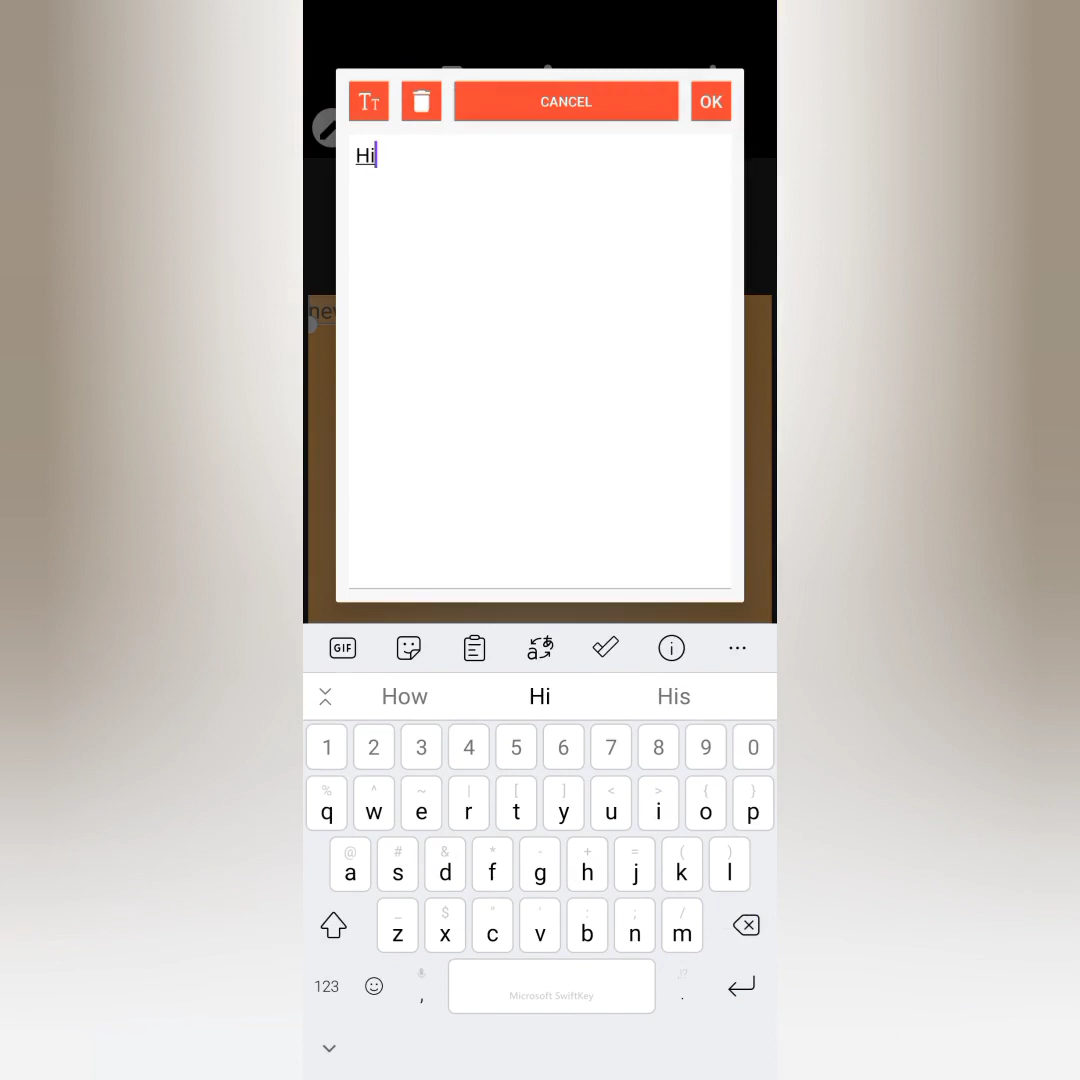 TT
CANCEL
OK
Hi
GIF
How Hi His
1 2 3 4 5 6 7 8 9 0
% ^ ~ | [ ] < > { }
q w e r t y u i o p
@ # & * - + = ( )
a s d f g h j k l
_ $ " ' : ; /
z x c v b n m
123 , Microsoft SwiftKey .